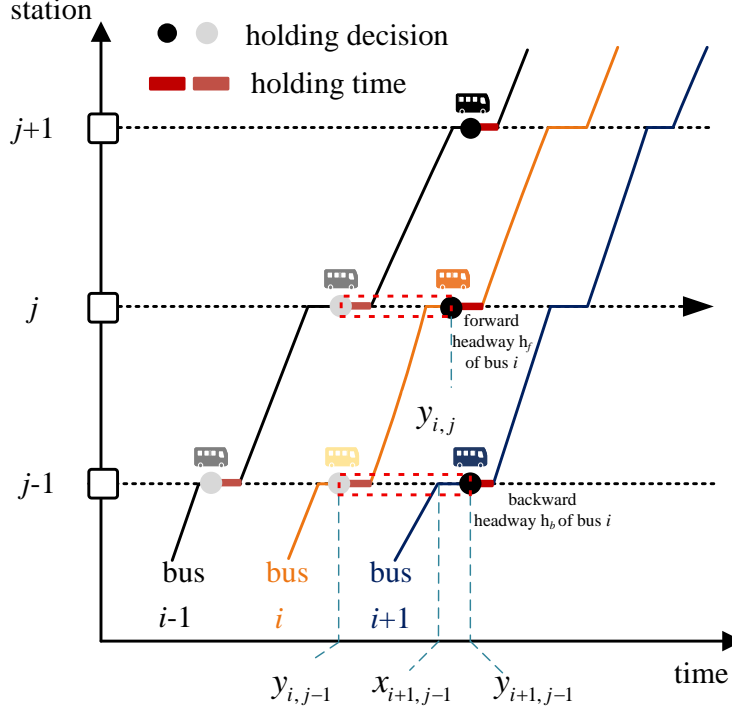 station
holding decision
holding time
j+1
j
forward
headway h_f
of bus i
y_{i,j}
j-1
backward
headway h_b of bus i
bus
i-1
bus
i
bus
i+1
time
y_{i,j-1}
x_{i+1,j-1}
y_{i+1,j-1}